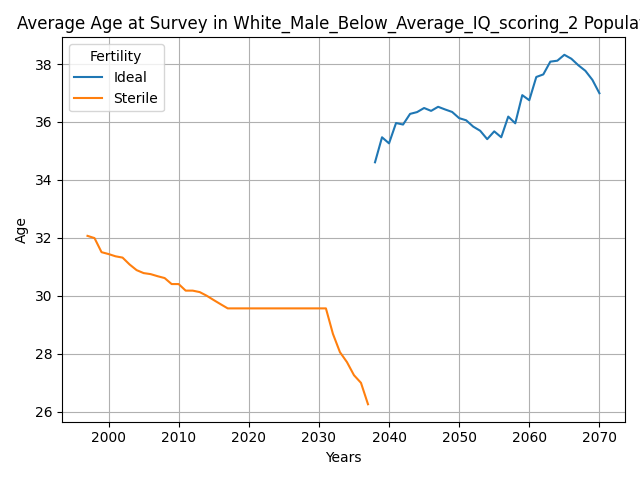 Average Age at Survey in White_Male_Below_Average_IQ_scoring_2 Popula
Fertility
Ideal
Sterile
38
36
34
32
30
28
26
Age
2000 2010 2020 2030 2040 2050 2060 2070
Years